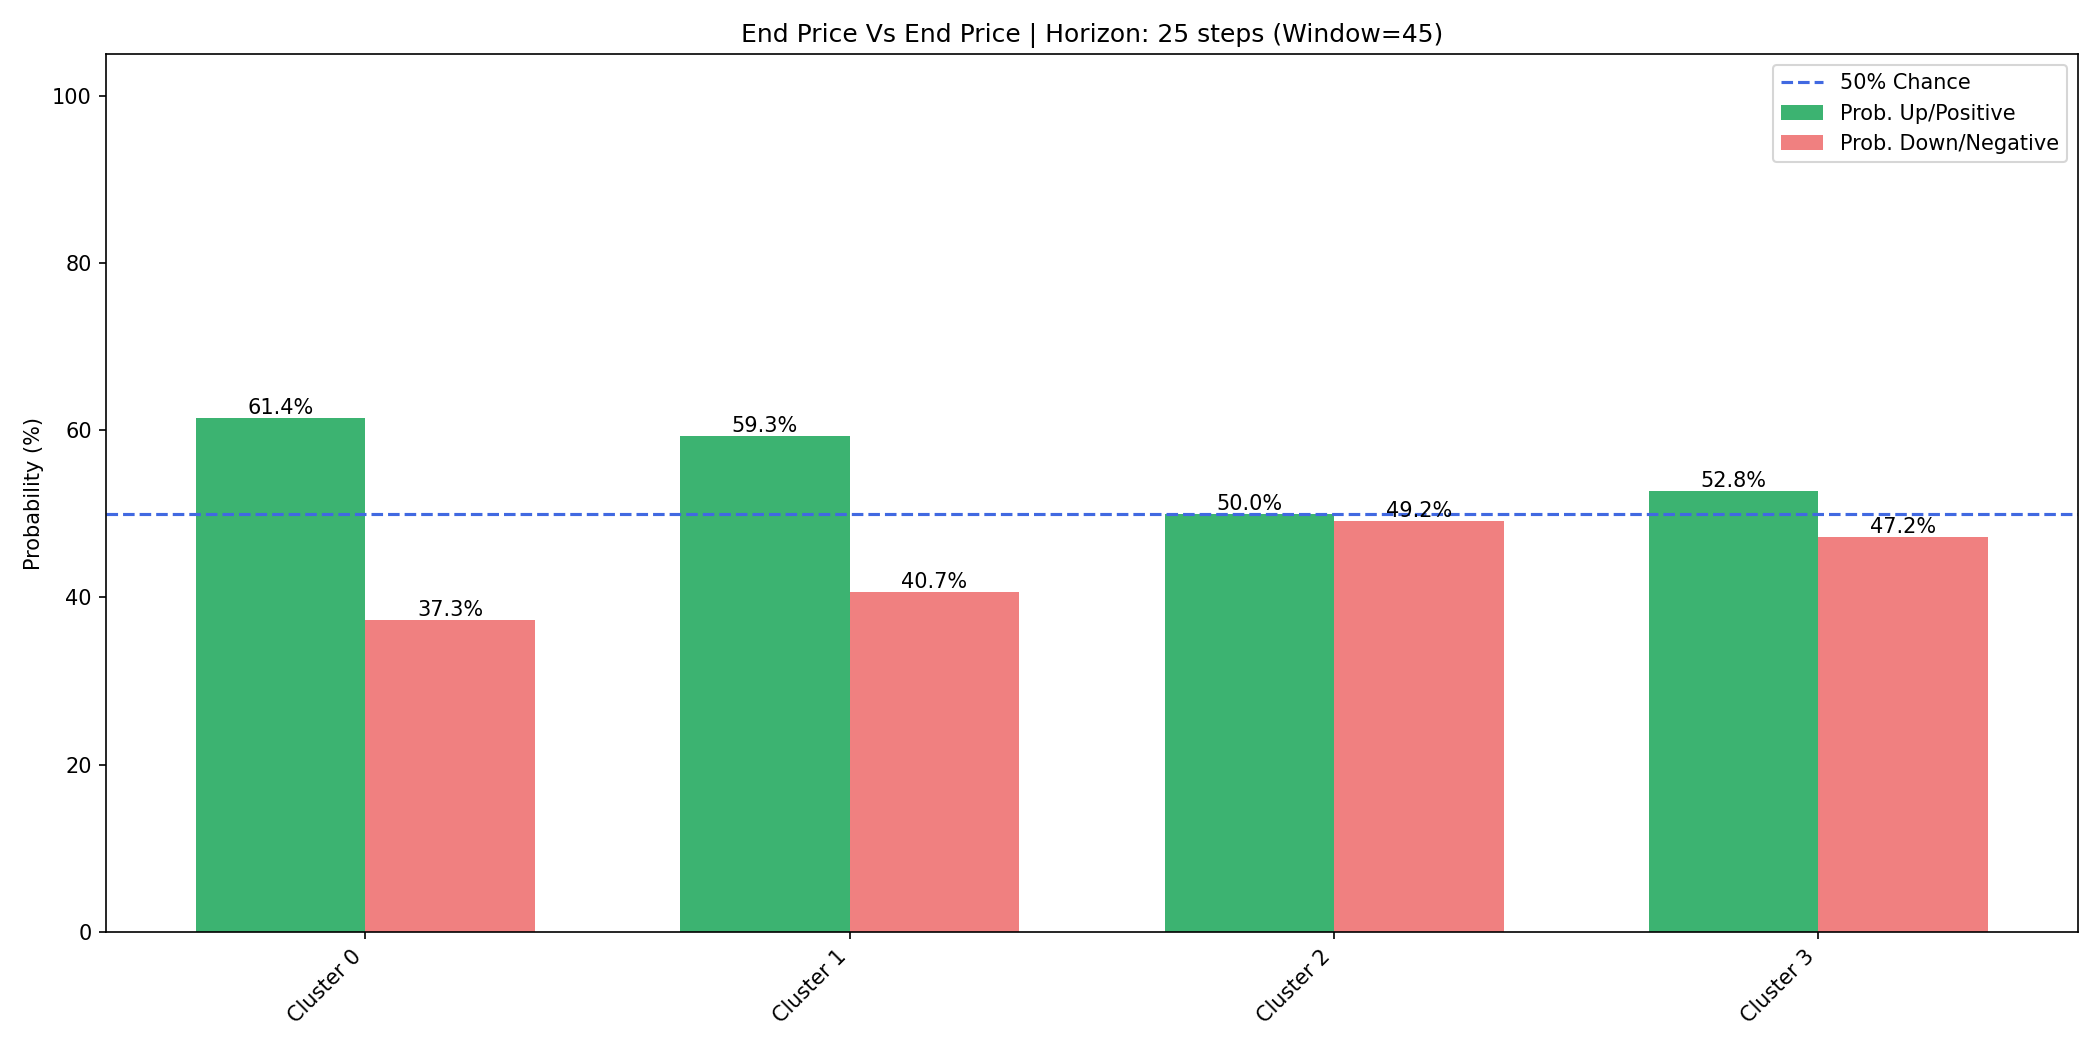 End Price Vs End Price | Horizon: 25 steps (Window=45)
50% Chance
Prob. Up/Positive
Prob. Down/Negative
Probability (%)
100
80
60
40
20
0
61.4%
37.3%
59.3%
40.7%
50.0%
49.2%
52.8%
47.2%
Cluster 0
Cluster 1
Cluster 2
Cluster 3